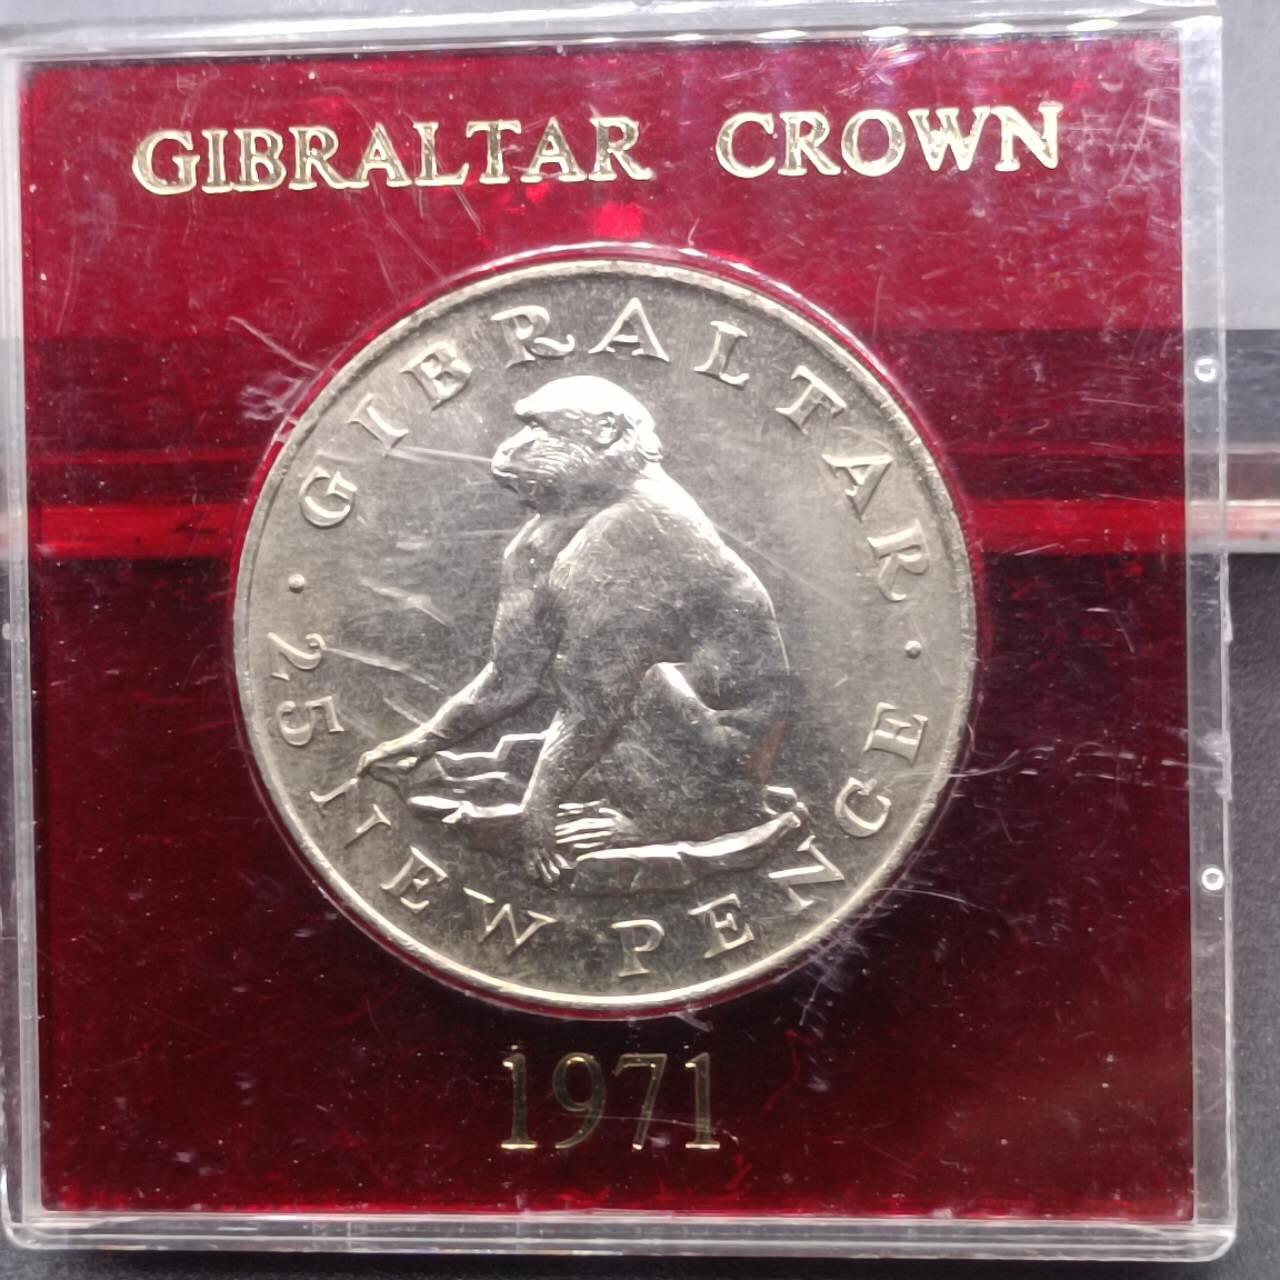 GIBRALTAR CROWN
· GIBRALTAR ·
25 NEW PENCE
1971